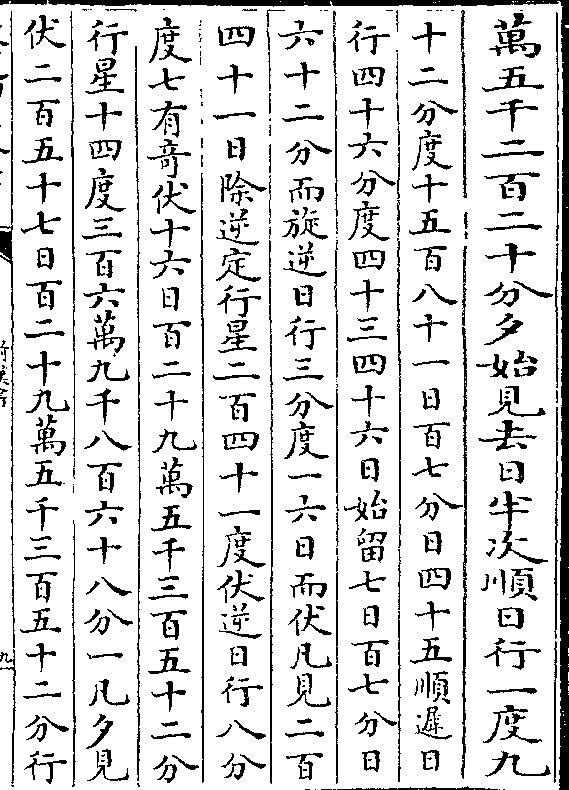 萬五千二百二十分夕始見去日半次順日行一度九
十二分度十五百八十一日百七分日四十五順遲日
行四十六分度四十三四十六日始留七日百七分日
六十二分而旋逆日行三分度一六日而伏凡見二百
四十一日除逆定行星二百四十一度伏逆日行八分
度七有奇伏十六日百二十九萬五千三百五十二分
行星十四度三百六萬九千八百六十八分一凡夕見
伏二百五十七日百二十九萬五千三百五十二分行
九